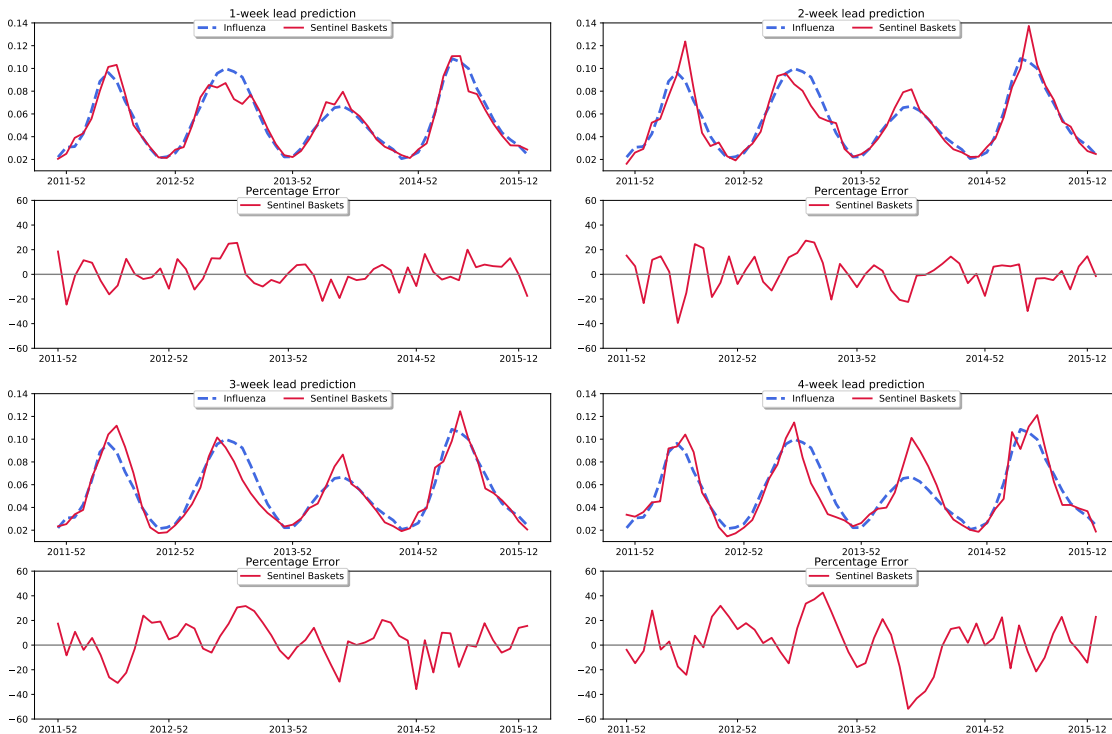 1-week lead prediction
Influenza Sentinel Baskets
0.14
0.12
0.10
0.08
0.06
0.04
0.02
2011-52 2012-52 2013-52 2014-52 2015-12
Percentage Error
Sentinel Baskets
60
40
20
0
−20
−40
−60
2011-52 2012-52 2013-52 2014-52 2015-12
2-week lead prediction
Influenza Sentinel Baskets
0.14
0.12
0.10
0.08
0.06
0.04
0.02
2011-52 2012-52 2013-52 2014-52 2015-12
Percentage Error
Sentinel Baskets
60
40
20
0
−20
−40
−60
2011-52 2012-52 2013-52 2014-52 2015-12
3-week lead prediction
Influenza Sentinel Baskets
0.14
0.12
0.10
0.08
0.06
0.04
0.02
2011-52 2012-52 2013-52 2014-52 2015-12
Percentage Error
Sentinel Baskets
60
40
20
0
−20
−40
−60
2011-52 2012-52 2013-52 2014-52 2015-12
4-week lead prediction
Influenza Sentinel Baskets
0.14
0.12
0.10
0.08
0.06
0.04
0.02
2011-52 2012-52 2013-52 2014-52 2015-12
Percentage Error
Sentinel Baskets
60
40
20
0
−20
−40
−60
2011-52 2012-52 2013-52 2014-52 2015-12